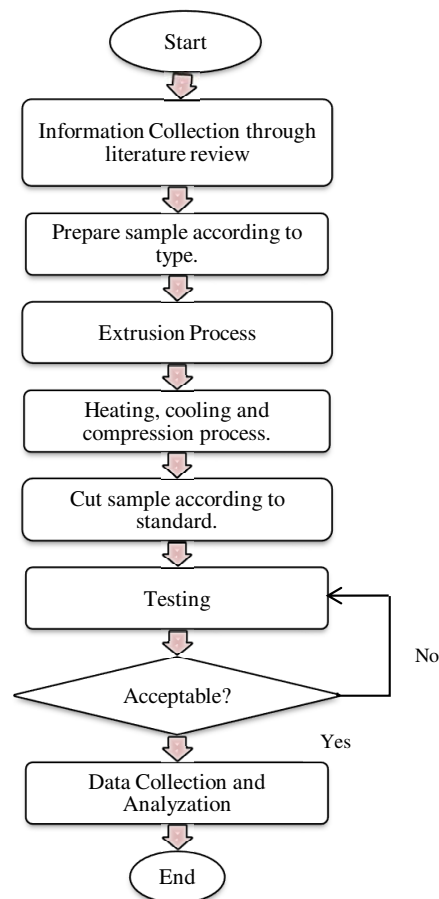 Start
Information Collection through
literature review
Prepare sample according to
type.
Extrusion Process
Heating, cooling and
compression process.
Cut sample according to
standard.
Testing
No
Acceptable?
Yes
Data Collection and
Analyzation
End